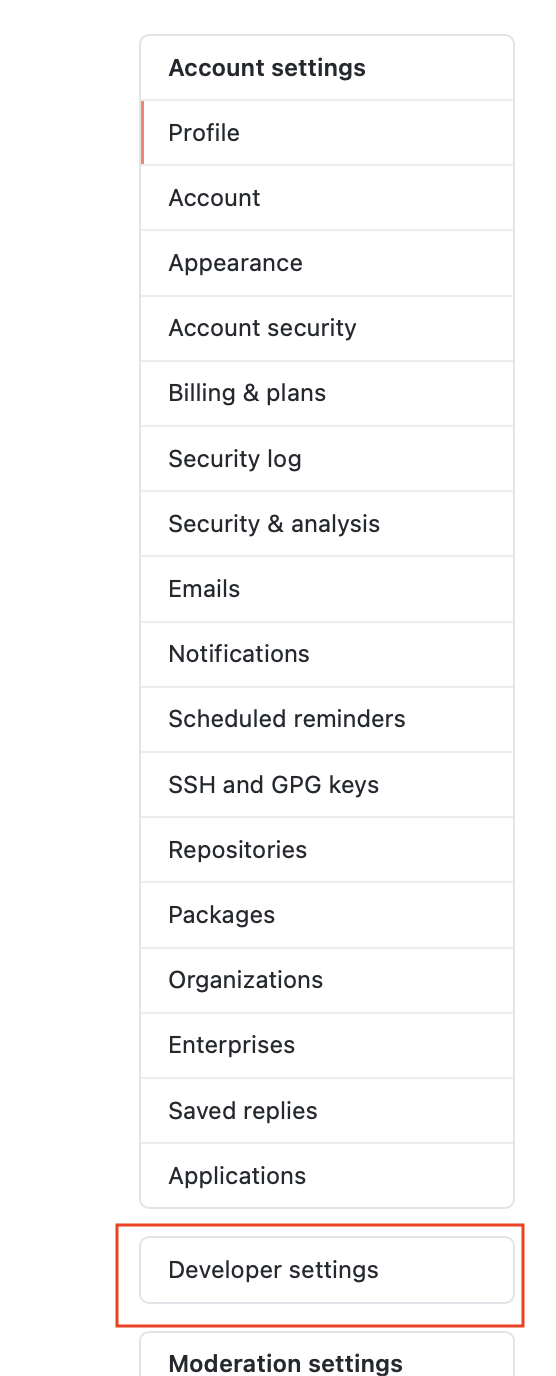 Account settings
Profile
Account
Appearance
Account security
Billing & plans
Security log
Security & analysis
Emails
Notifications
Scheduled reminders
SSH and GPG keys
Repositories
Packages
Organizations
Enterprises
Saved replies
Applications
Developer settings
Moderation settings